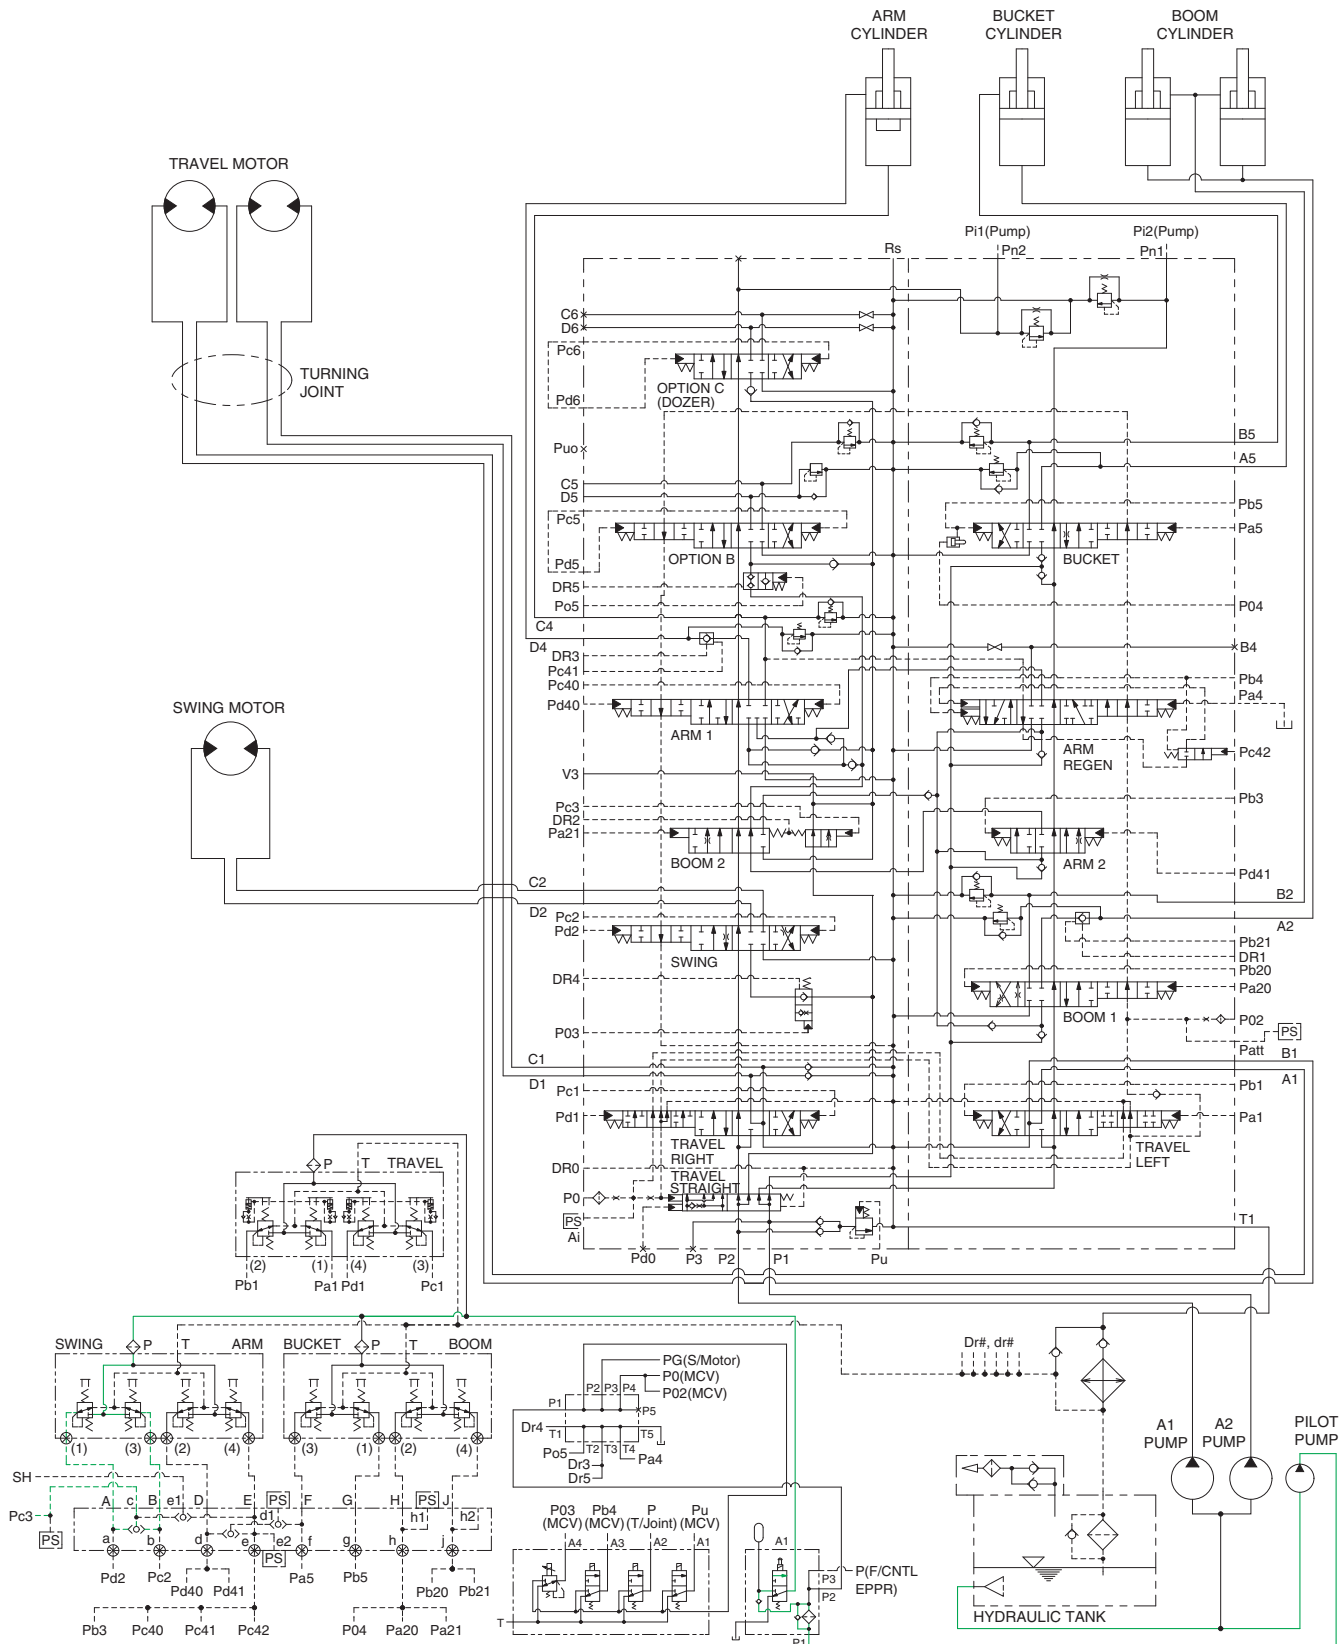 ARM
CYLINDER
BUCKET
CYLINDER
BOOM
CYLINDER
TRAVEL MOTOR
TURNING
JOINT
SWING MOTOR
Rs
Pi1(Pump)
Pn2
Pi2(Pump)
Pn1
C6
D6
Pc6
Pd6
OPTION C
(DOZER)
Puo
C5
D5
Pc5
Pd5
OPTION B
DR5
Po5
C4
D4
DR3
Pc41
Pc40
Pd40
ARM 1
V3
Pc3
DR2
Pa21
BOOM 2
C2
D2
Pc2
Pd2
SWING
DR4
P03
C1
D1
Pc1
Pd1
TRAVEL
RIGHT
DR0
TRAVEL
STRAIGHT
P0
PS
Ai
Pd0
P3
P2
P1
Pu
B5
A5
Pb5
Pa5
BUCKET
P04
B4
Pb4
Pa4
ARM
REGEN
Pc42
Pb3
ARM 2
Pd41
B2
A2
Pb21
DR1
Pb20
Pa20
BOOM 1
P02
PS
Patt
B1
A1
Pb1
Pa1
TRAVEL
LEFT
T1
P
T
TRAVEL
(2)
(1)
(4)
(3)
Pb1
Pa1
Pd1
Pc1
SWING
P
T
ARM
BUCKET
P
T
BOOM
(1)
(3)
(2)
(4)
(3)
(1)
(2)
(4)
SH
Pc3
PS
A
c
B
e1
D
E
d1
PS
F
G
H
PS
J
h1
h2
a
b
d
e
e2
PS
f
g
h
j
Pd2
Pc2
Pd40
Pd41
Pa5
Pb5
Pb20
Pb21
Pb3
Pc40
Pc41
Pc42
P04
Pa20
Pa21
PG(S/Motor)
P0(MCV)
P02(MCV)
P2
P3
P4
P1
P5
Dr4
T1
T5
Po5
T2
T3
T4
Dr3
Pa4
Dr5
P03
(MCV)
Pb4
(MCV)
P
(T/Joint)
Pu
(MCV)
A4
A3
A2
A1
T
A1
P3
P2
P1
P(F/CNTL
EPPR)
Dr#, dr#
A1
PUMP
A2
PUMP
PILOT
PUMP
HYDRAULIC TANK